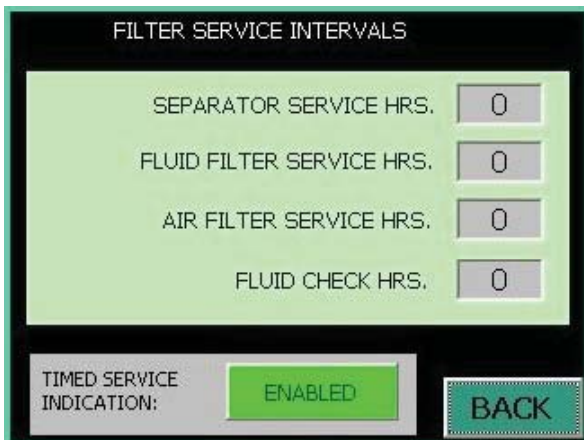 FILTER SERVICE INTERVALS
SEPARATOR SERVICE HRS. 0
FLUID FILTER SERVICE HRS. 0
AIR FILTER SERVICE HRS. 0
FLUID CHECK HRS. 0
TIMED SERVICE
INDICATION:
ENABLED
BACK